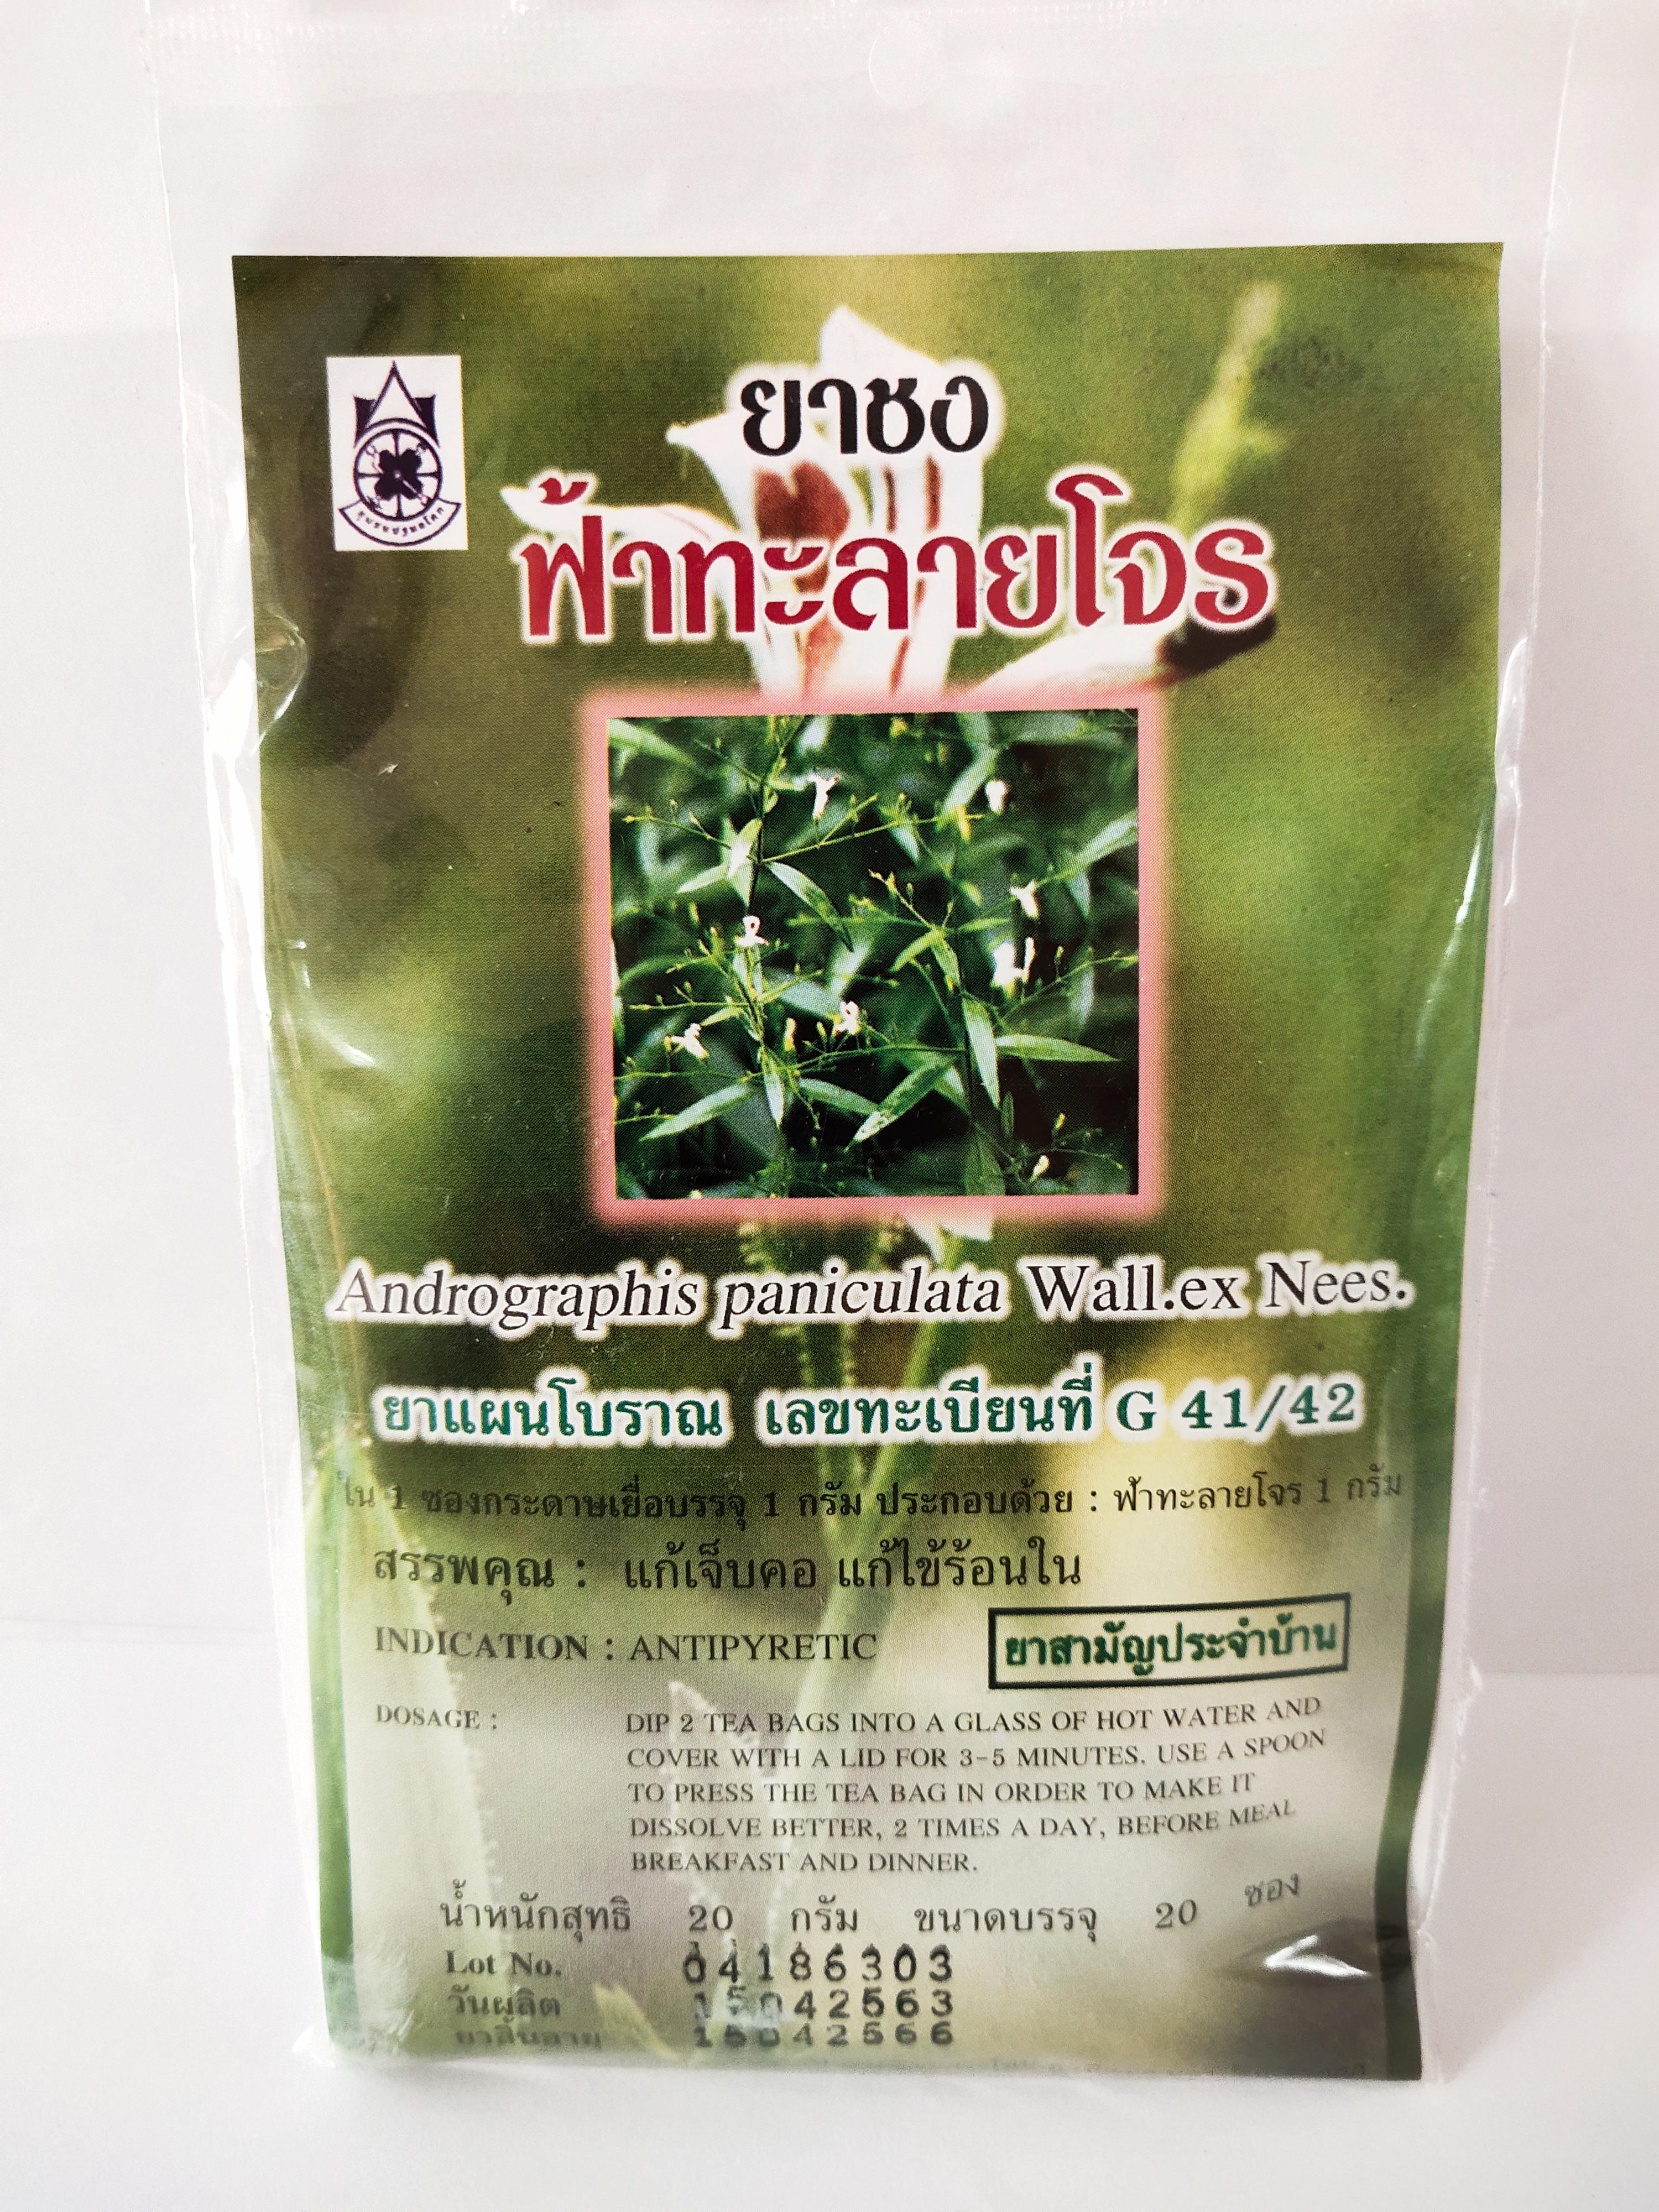 ยาชง
ฟ้าทะลายโจร
Andrographis paniculata Wall.ex Nees.
ยาแผนโบราณ เลขทะเบียนที่ G 41/42
ใน 1 ซองกระดาษเยื่อบรรจุ 1 กรัม ประกอบด้วย : ฟ้าทะลายโจร 1 กรัม
สรรพคุณ : แก้เจ็บคอ แก้ไข้ร้อนใน
INDICATION : ANTIPYRETIC
ยาสามัญประจำบ้าน
DOSAGE : DIP 2 TEA BAGS INTO A GLASS OF HOT WATER AND
COVER WITH A LID FOR 3-5 MINUTES. USE A SPOON
TO PRESS THE TEA BAG IN ORDER TO MAKE IT
DISSOLVE BETTER, 2 TIMES A DAY, BEFORE MEAL
BREAKFAST AND DINNER.
น้ำหนักสุทธิ 20 กรัม ขนาดบรรจุ 20 ซอง
Lot No. 04186303
วันผลิต 15042563
ยาสิ้นอายุ 15042566